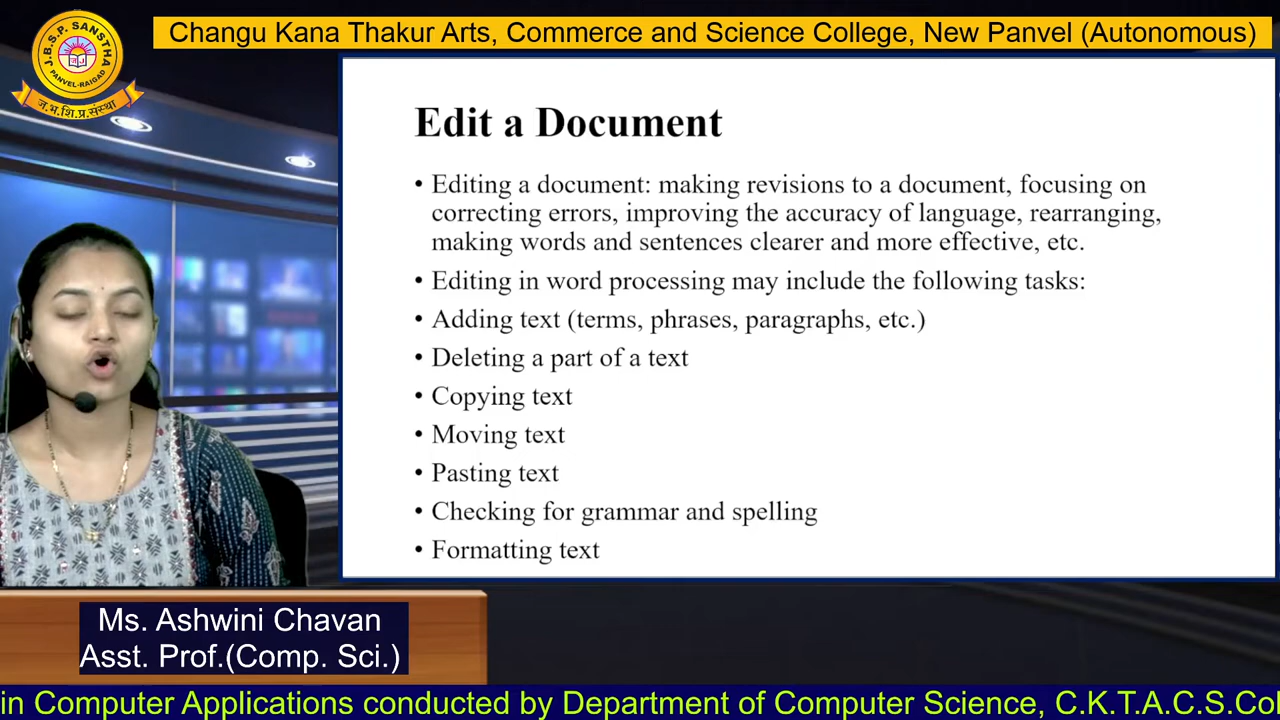 J.B.S.P. SANSTHA
PANVEL-RAIGAD
ज.भ.शि.प्र.संस्था
Changu Kana Thakur Arts, Commerce and Science College, New Panvel (Autonomous)
Edit a Document
• Editing a document: making revisions to a document, focusing on
correcting errors, improving the accuracy of language, rearranging,
making words and sentences clearer and more effective, etc.
• Editing in word processing may include the following tasks:
• Adding text (terms, phrases, paragraphs, etc.)
• Deleting a part of a text
• Copying text
• Moving text
• Pasting text
• Checking for grammar and spelling
• Formatting text
Ms. Ashwini Chavan
Asst. Prof.(Comp. Sci.)
in Computer Applications conducted by Department of Computer Science, C.K.T.A.C.S.Col